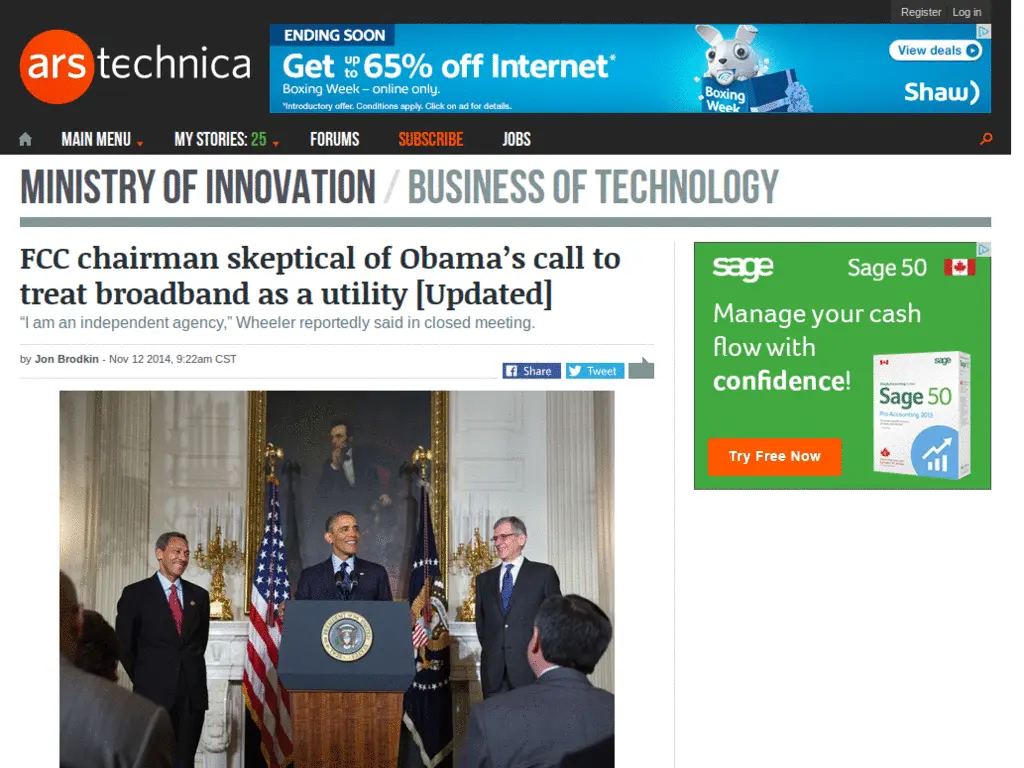 Register Log in
ars technica
ENDING SOON
Get up to 65% off Internet*
Boxing Week – online only.
*Introductory offer. Conditions apply. Click on ad for details.
Boxing
Week
View deals
Shaw)
MAIN MENU MY STORIES: 25 FORUMS SUBSCRIBE JOBS
MINISTRY OF INNOVATION / BUSINESS OF TECHNOLOGY
FCC chairman skeptical of Obama’s call to
treat broadband as a utility [Updated]
“I am an independent agency,” Wheeler reportedly said in closed meeting.
by Jon Brodkin - Nov 12 2014, 9:22am CST
Share Tweet
sage Sage 50
Manage your cash
flow with
confidence!
sage
Sage 50
Pro Accounting 2013
Try Free Now